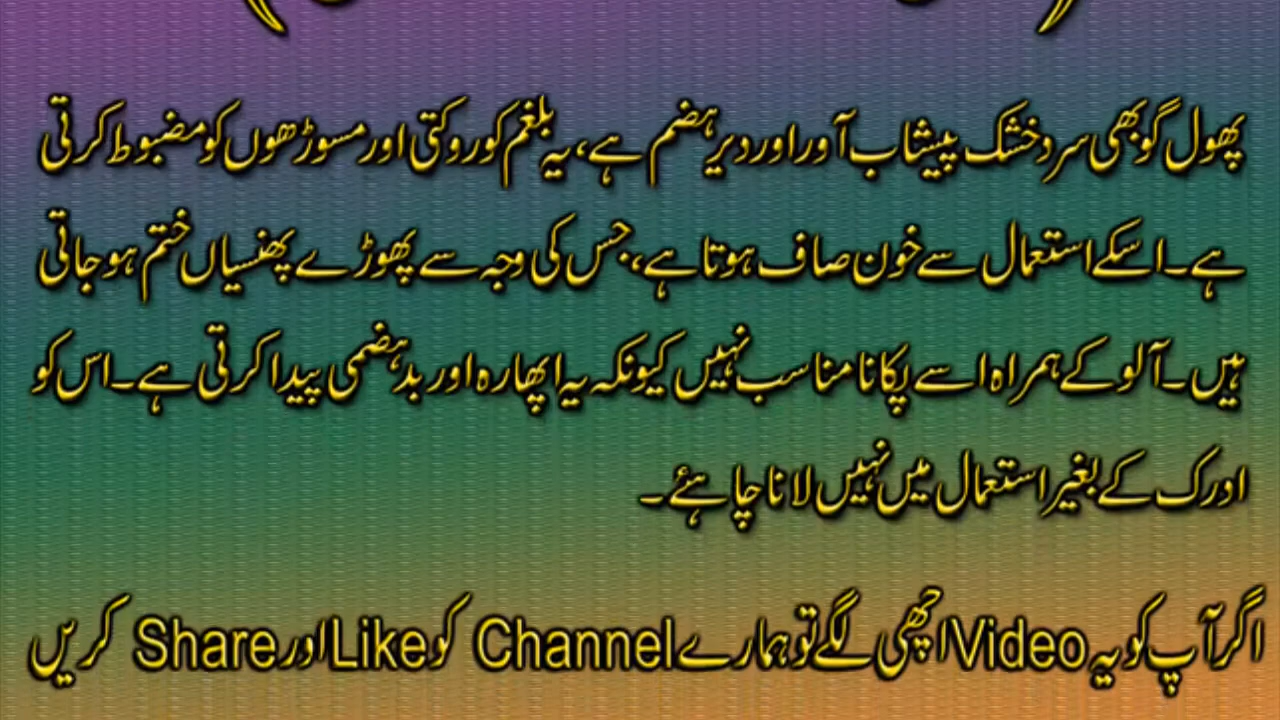 پھول گوبھی سرد خشک پیشاب آور اور دیر ہضم ہے، یہ بلغم کو روکتی اور مسوڑھوں کو مضبوط کرتی
ہے۔ اسکے استعمال سے خون صاف ہوتا ہے، جس کی وجہ سے پھوڑے پھنسیاں ختم ہو جاتی
ہیں۔ آلو کے ہمراہ اسے پکانا مناسب نہیں کیونکہ یہ اپھارہ اور بدہضمی پیدا کرتی ہے۔ اس کو
ادرک کے بغیر استعمال میں نہیں لانا چاہئے۔
اگر آپ کو یہ Video اچھی لگے تو ہمارے Channel کو Like اور Share کریں